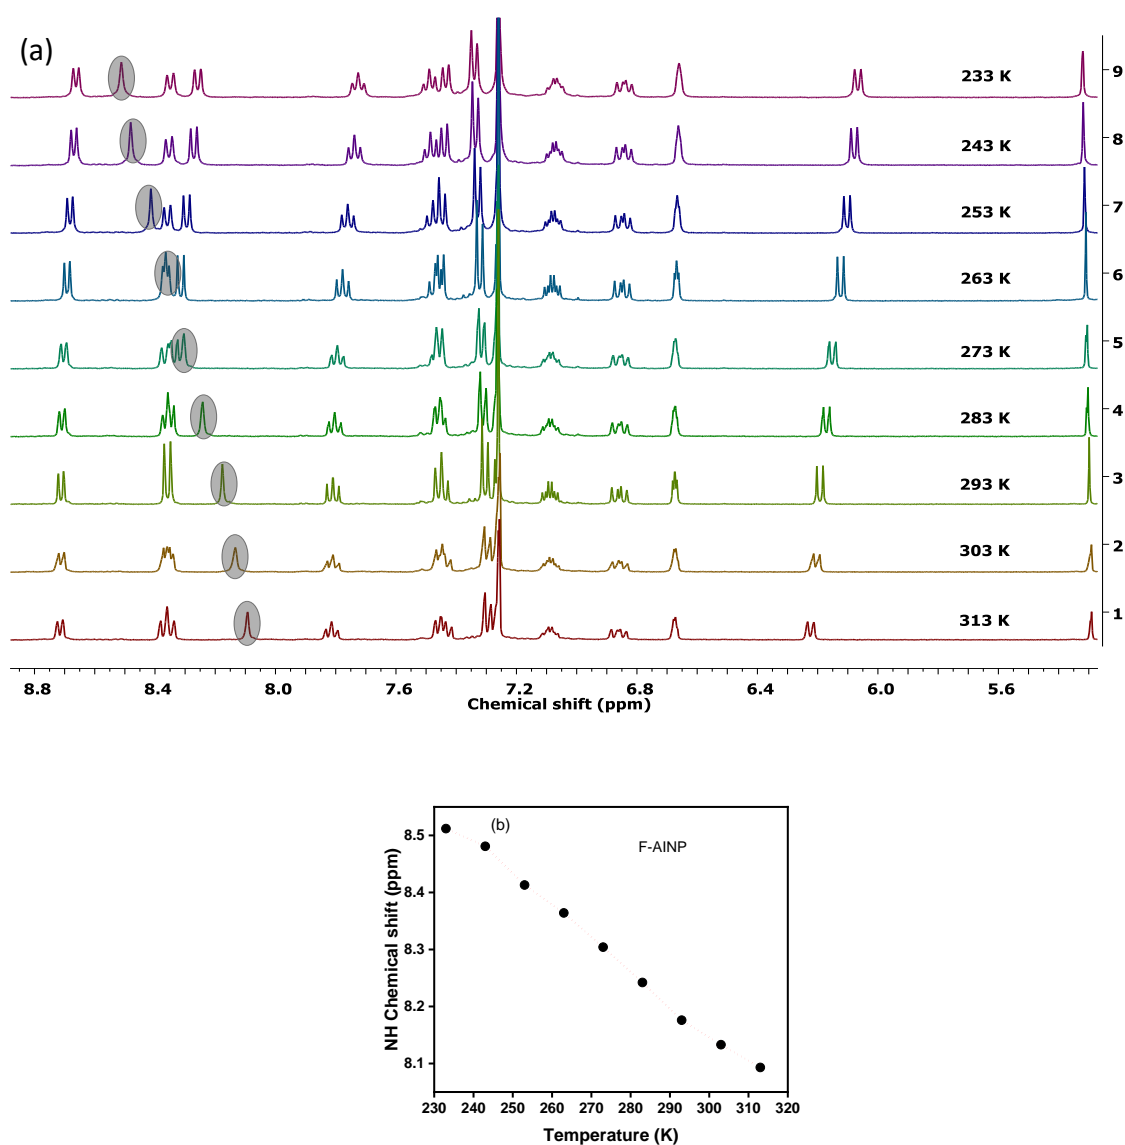 (a)
233 K 9
243 K 8
253 K 7
263 K 6
273 K 5
283 K 4
293 K 3
303 K 2
313 K 1
8.8 8.4 8.0 7.6 7.2 6.8 6.4 6.0 5.6
Chemical shift (ppm)
(b)
F-AINP
8.5
8.4
8.3
8.2
8.1
NH Chemical shift (ppm)
230 240 250 260 270 280 290 300 310 320
Temperature (K)